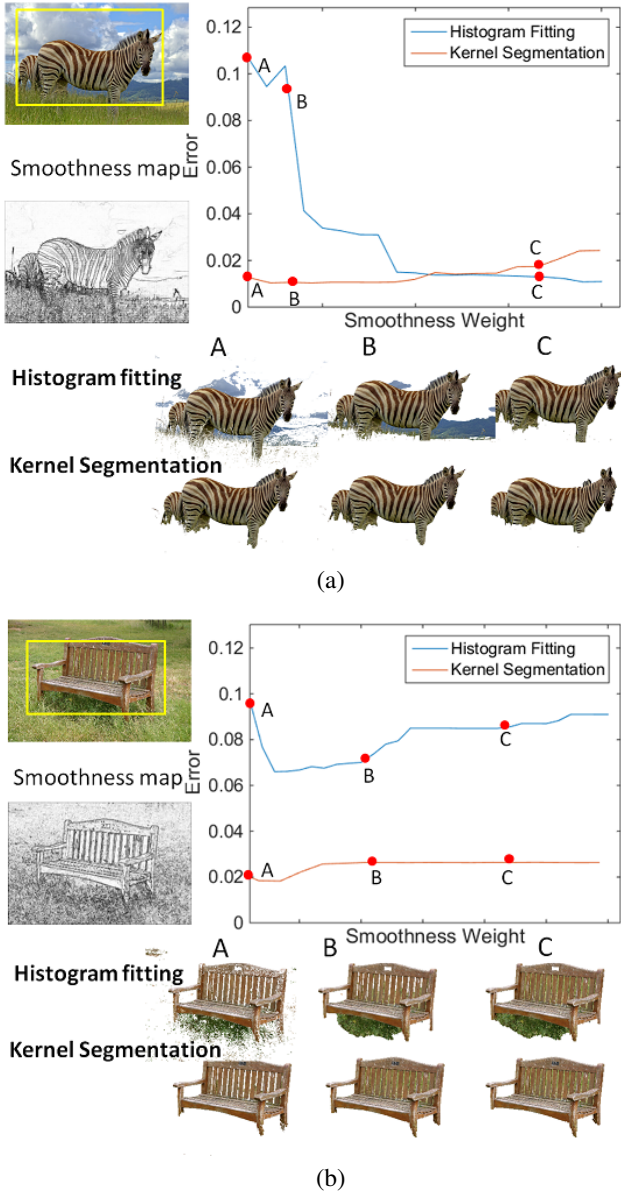 0.12
Histogram Fitting
Kernel Segmentation
0.1
A
B
0.08
Smoothness map
Error
0.06
0.04
0.02
C
A
B
C
0
Smoothness Weight
A B C
Histogram fitting
Kernel Segmentation
(a)
0.12
Histogram Fitting
Kernel Segmentation
0.1
A
0.08
C
B
Smoothness map
Error
0.06
0.04
0.02
A
B
C
0
Smoothness Weight
A B C
Histogram fitting
Kernel Segmentation
(b)